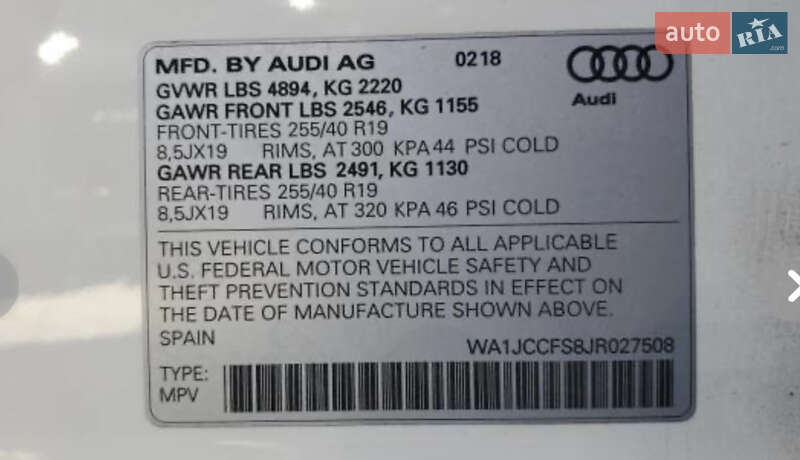 auto RIA.com
MFD. BY AUDI AG 0218
GVWR LBS 4894, KG 2220
GAWR FRONT LBS 2546, KG 1155
Audi
FRONT-TIRES 255/40 R19
8,5JX19 RIMS, AT 300 KPA 44 PSI COLD
GAWR REAR LBS 2491, KG 1130
REAR-TIRES 255/40 R19
8,5JX19 RIMS, AT 320 KPA 46 PSI COLD
THIS VEHICLE CONFORMS TO ALL APPLICABLE
U.S. FEDERAL MOTOR VEHICLE SAFETY AND
THEFT PREVENTION STANDARDS IN EFFECT ON
THE DATE OF MANUFACTURE SHOWN ABOVE.
SPAIN WA1JCCFS8JR027508
TYPE:
MPV